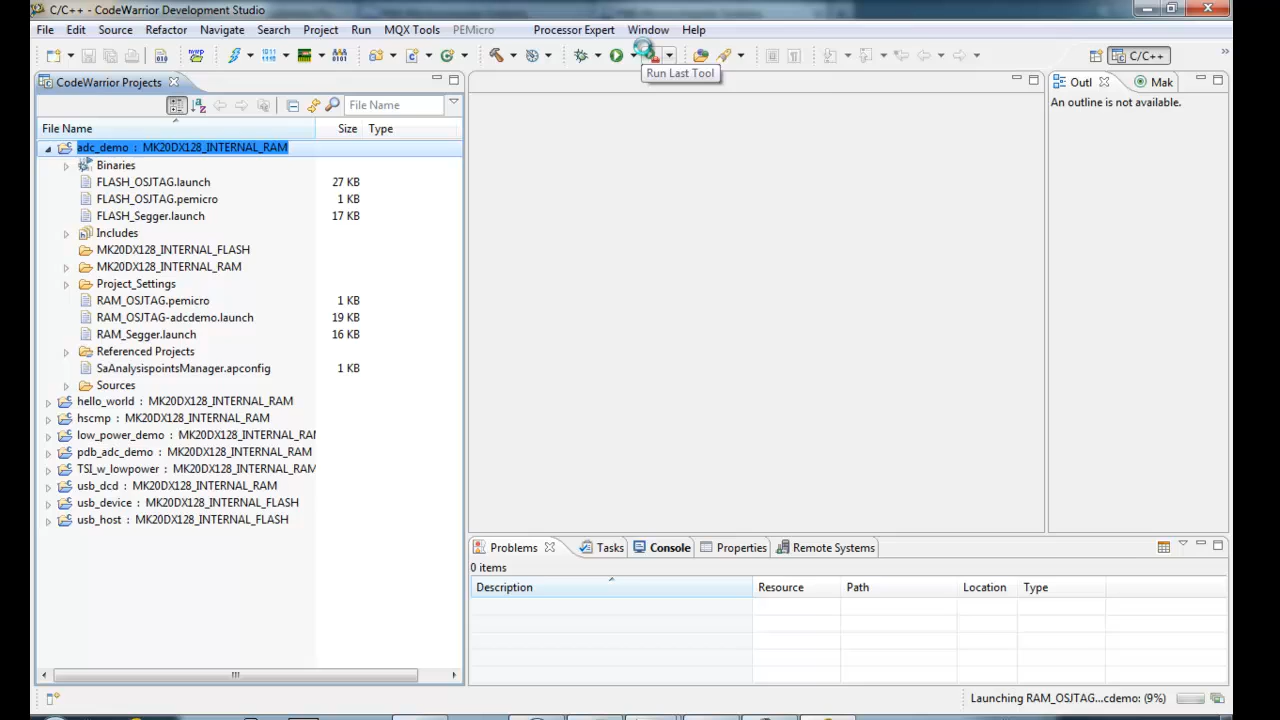 C/C++ - CodeWarrior Development Studio
File Edit Source Refactor Navigate Search Project Run MQX Tools PEMicro Processor Expert Window Help
C/C++
Run Last Tool
CodeWarrior Projects
File Name
File Name Size Type
adc_demo : MK20DX128_INTERNAL_RAM
Binaries
FLASH_OSJTAG.launch 27 KB
FLASH_OSJTAG.pemicro 1 KB
FLASH_Segger.launch 17 KB
Includes
MK20DX128_INTERNAL_FLASH
MK20DX128_INTERNAL_RAM
Project_Settings
RAM_OSJTAG.pemicro 1 KB
RAM_OSJTAG-adcdemo.launch 19 KB
RAM_Segger.launch 16 KB
Referenced Projects
SaAnalysispointsManager.apconfig 1 KB
Sources
hello_world : MK20DX128_INTERNAL_RAM
hscmp : MK20DX128_INTERNAL_RAM
low_power_demo : MK20DX128_INTERNAL_RAM
pdb_adc_demo : MK20DX128_INTERNAL_RAM
TSI_w_lowpower : MK20DX128_INTERNAL_RAM
usb_dcd : MK20DX128_INTERNAL_RAM
usb_device : MK20DX128_INTERNAL_FLASH
usb_host : MK20DX128_INTERNAL_FLASH
Outl Mak
An outline is not available.
Problems Tasks Console Properties Remote Systems
0 items
Description Resource Path Location Type
Launching RAM_OSJTAG...cdemo: (9%)